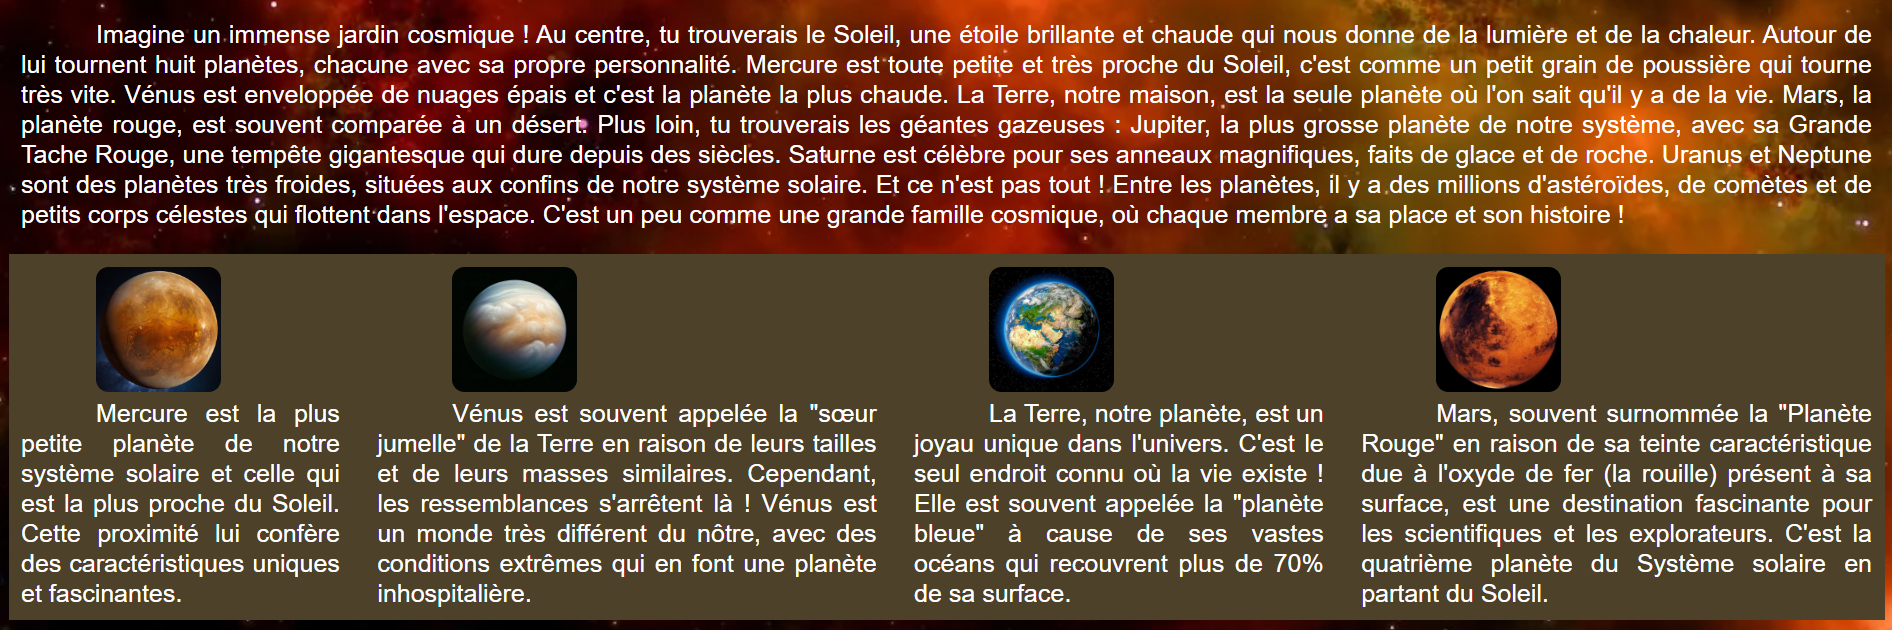 Imagine un immense jardin cosmique ! Au centre, tu trouverais le Soleil, une étoile brillante et chaude qui nous donne de la lumière et de la chaleur. Autour de
lui tournent huit planètes, chacune avec sa propre personnalité. Mercure est toute petite et très proche du Soleil, c'est comme un petit grain de poussière qui tourne
très vite. Vénus est enveloppée de nuages épais et c'est la planète la plus chaude. La Terre, notre maison, est la seule planète où l'on sait qu'il y a de la vie. Mars, la
planète rouge, est souvent comparée à un désert. Plus loin, tu trouverais les géantes gazeuses : Jupiter, la plus grosse planète de notre système, avec sa Grande
Tache Rouge, une tempête gigantesque qui dure depuis des siècles. Saturne est célèbre pour ses anneaux magnifiques, faits de glace et de roche. Uranus et Neptune
sont des planètes très froides, situées aux confins de notre système solaire. Et ce n'est pas tout ! Entre les planètes, il y a des millions d'astéroïdes, de comètes et de
petits corps célestes qui flottent dans l'espace. C'est un peu comme une grande famille cosmique, où chaque membre a sa place et son histoire !
Mercure est la plus
petite planète de notre
système solaire et celle qui
est la plus proche du Soleil.
Cette proximité lui confère
des caractéristiques uniques
et fascinantes.
Vénus est souvent appelée la "sœur
jumelle" de la Terre en raison de leurs tailles
et de leurs masses similaires. Cependant,
les ressemblances s'arrêtent là ! Vénus est
un monde très différent du nôtre, avec des
conditions extrêmes qui en font une planète
inhospitalière.
La Terre, notre planète, est un
joyau unique dans l'univers. C'est le
seul endroit connu où la vie existe !
Elle est souvent appelée la "planète
bleue" à cause de ses vastes
océans qui recouvrent plus de 70%
de sa surface.
Mars, souvent surnommée la "Planète
Rouge" en raison de sa teinte caractéristique
due à l'oxyde de fer (la rouille) présent à sa
surface, est une destination fascinante pour
les scientifiques et les explorateurs. C'est la
quatrième planète du Système solaire en
partant du Soleil.